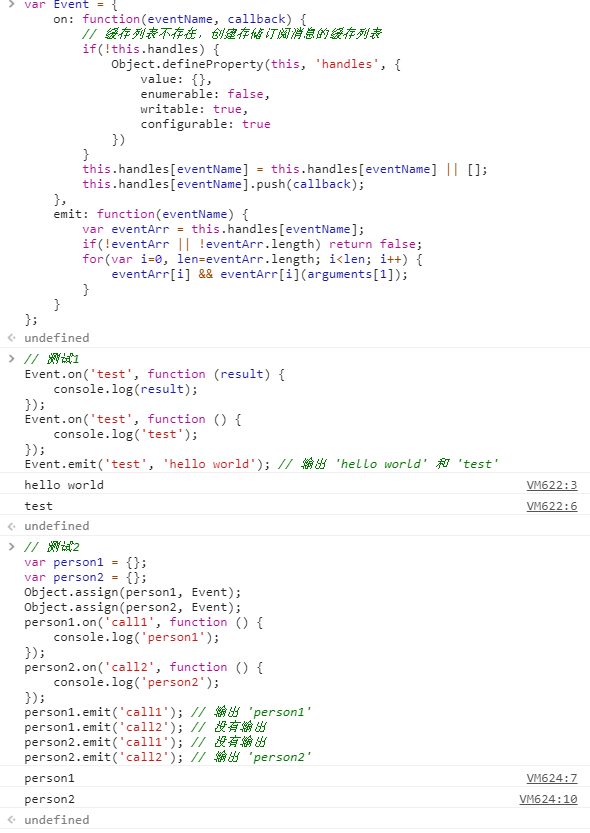 > var Event = {
    on: function(eventName, callback) {
        // 缓存列表不存在，创建存储订阅消息的缓存列表
        if(!this.handles) {
            Object.defineProperty(this, 'handles', {
                value: {},
                enumerable: false,
                writable: true,
                configurable: true
            })
        }
        this.handles[eventName] = this.handles[eventName] || [];
        this.handles[eventName].push(callback);
    },
    emit: function(eventName) {
        var eventArr = this.handles[eventName];
        if(!eventArr || !eventArr.length) return false;
        for(var i=0, len=eventArr.length; i<len; i++) {
            eventArr[i] && eventArr[i](arguments[1]);
        }
    }
};
undefined
> // 测试1
Event.on('test', function (result) {
    console.log(result);
});
Event.on('test', function () {
    console.log('test');
});
Event.emit('test', 'hello world'); // 输出 'hello world' 和 'test'
hello world VM622:3
test VM622:6
undefined
> // 测试2
var person1 = {};
var person2 = {};
Object.assign(person1, Event);
Object.assign(person2, Event);
person1.on('call1', function () {
    console.log('person1');
});
person2.on('call2', function () {
    console.log('person2');
});
person1.emit('call1'); // 输出 'person1'
person1.emit('call2'); // 没有输出
person2.emit('call1'); // 没有输出
person2.emit('call2'); // 输出 'person2'
person1 VM624:7
person2 VM624:10
undefined